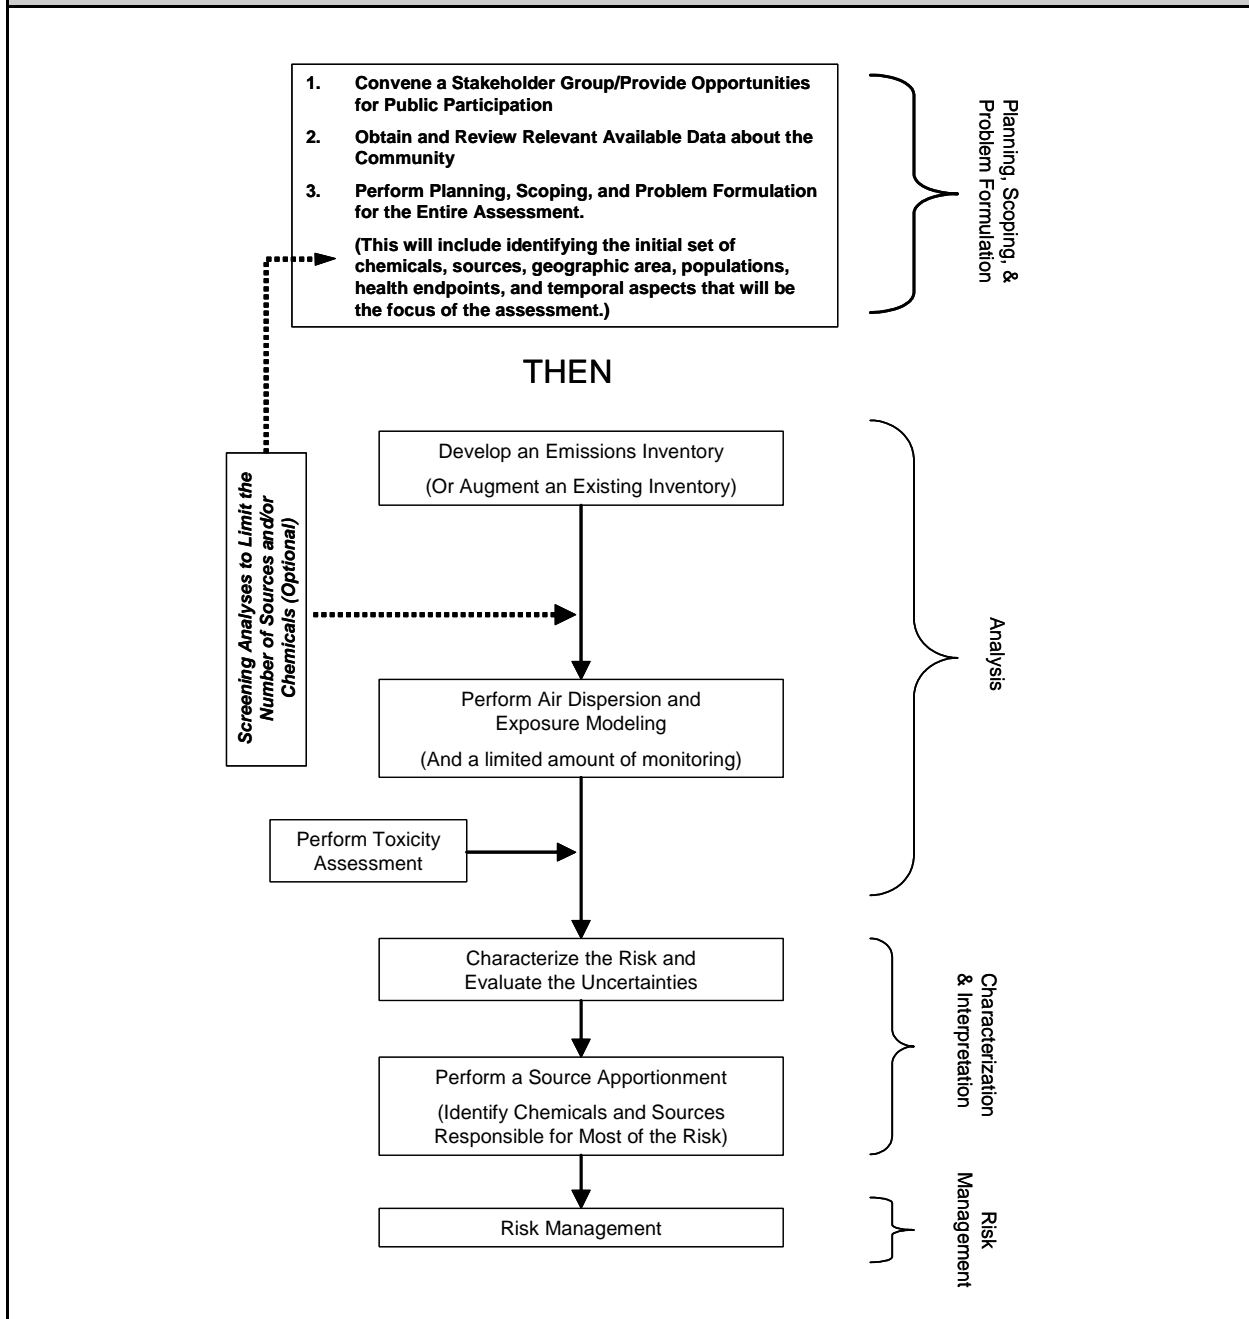 1. Convene a Stakeholder Group/Provide Opportunities
for Public Participation
2. Obtain and Review Relevant Available Data about the
Community
3. Perform Planning, Scoping, and Problem Formulation
for the Entire Assessment.
(This will include identifying the initial set of
chemicals, sources, geographic area, populations,
health endpoints, and temporal aspects that will be
the focus of the assessment.)
Planning, Scoping, &
Problem Formulation
THEN
Develop an Emissions Inventory
(Or Augment an Existing Inventory)
Screening Analyses to Limit the
Number of Sources and/or
Chemicals (Optional)
Perform Air Dispersion and
Exposure Modeling
(And a limited amount of monitoring)
Analysis
Perform Toxicity
Assessment
Characterize the Risk and
Evaluate the Uncertainties
Perform a Source Apportionment
(Identify Chemicals and Sources
Responsible for Most of the Risk)
Characterization
& Interpretation
Risk Management
Risk
Management